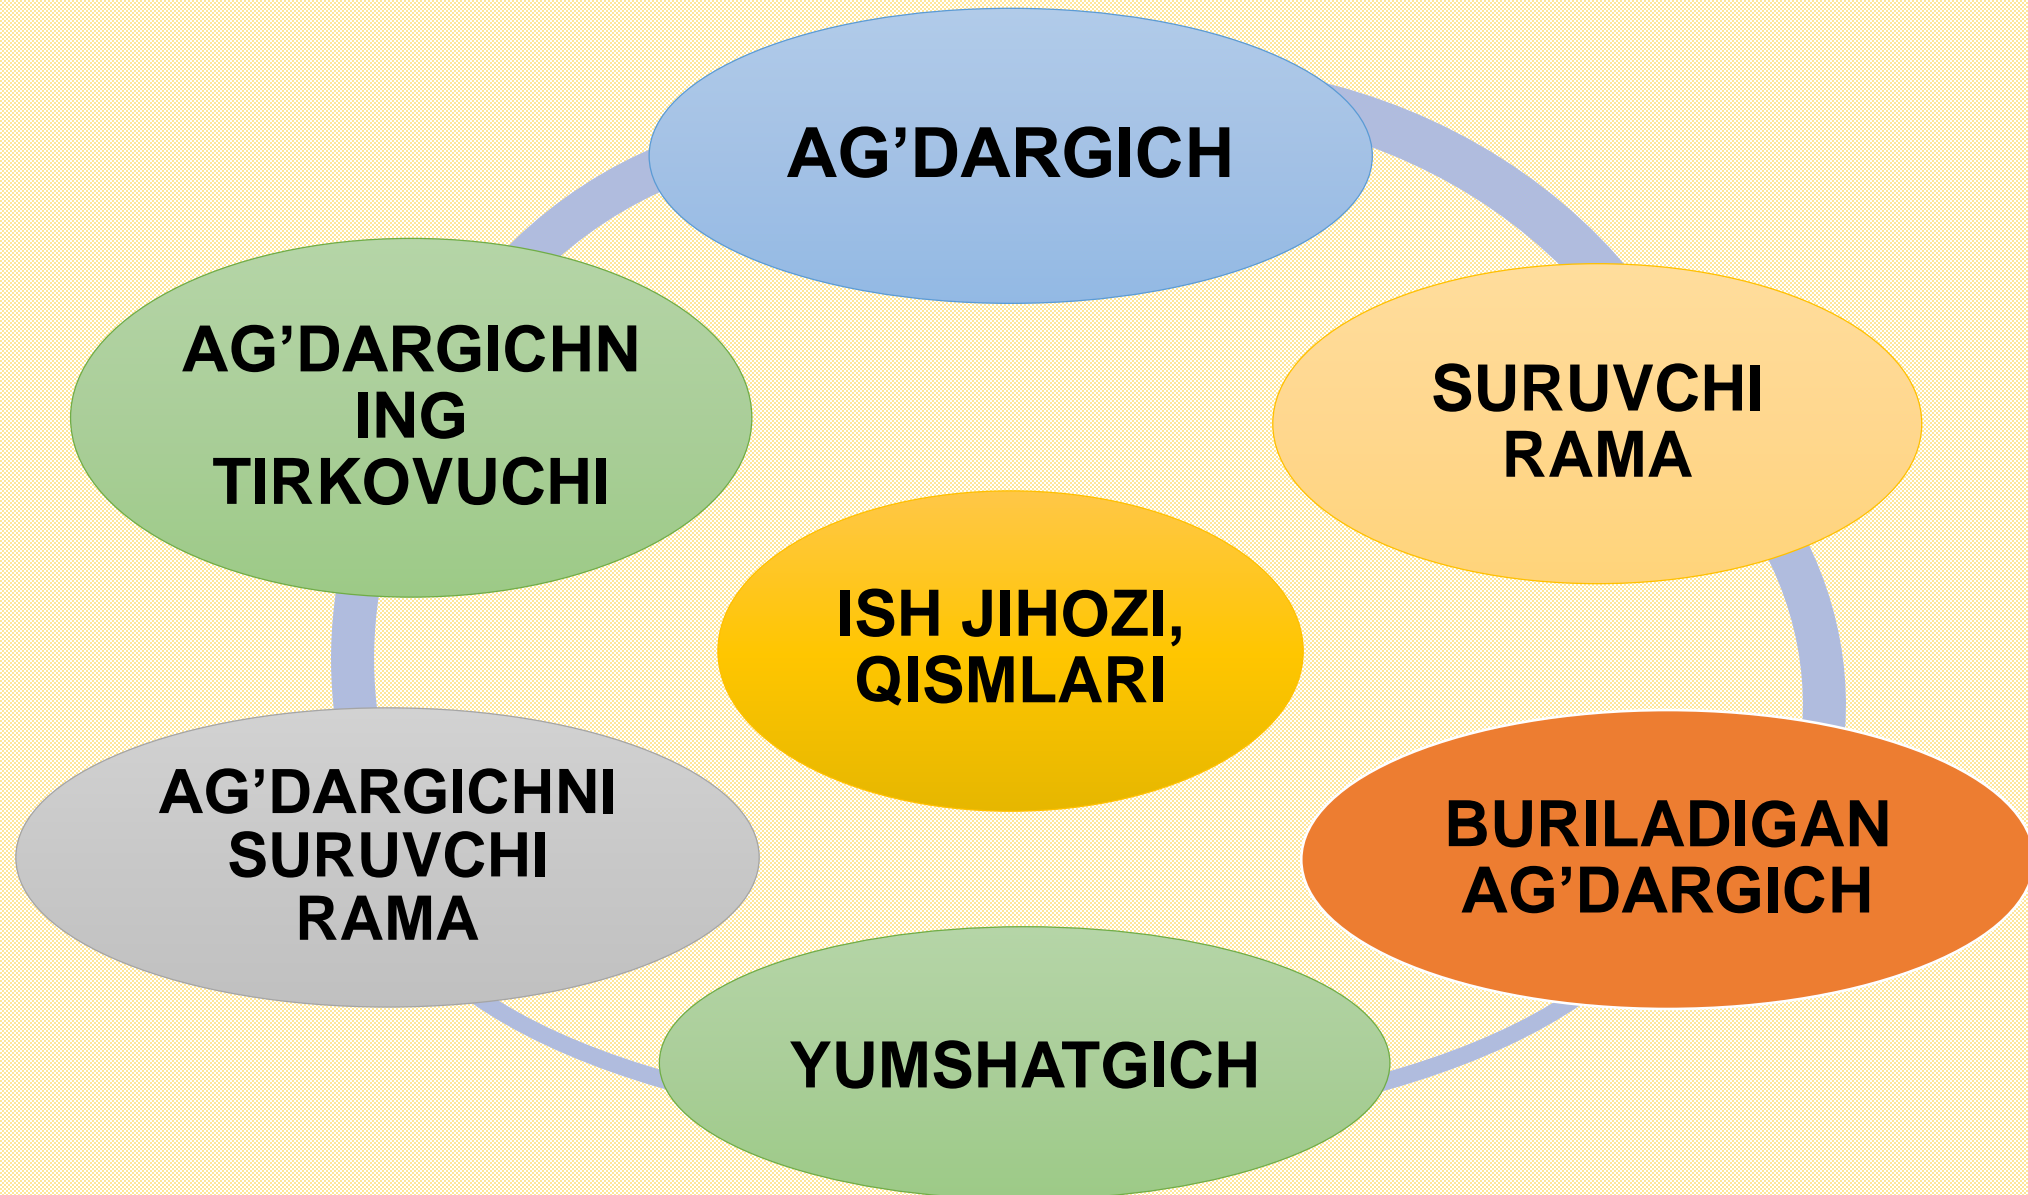 AG’DARGICH
SURUVCHI
RAMA
BURILADIGAN
AG’DARGICH
YUMSHATGICH
AG’DARGICHNI
SURUVCHI
RAMA
AG’DARGICHN
ING
TIRKOVUCHI
ISH JIHOZI,
QISMLARI